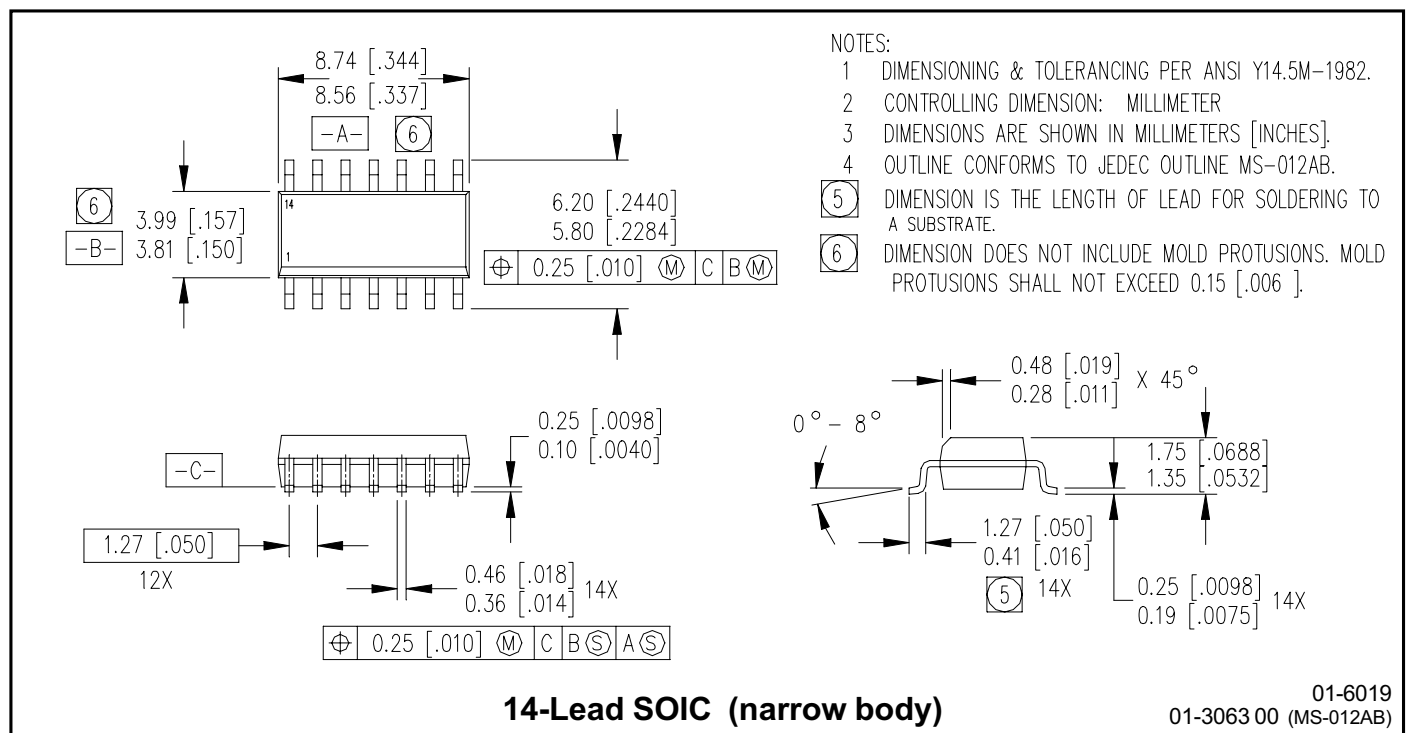 8.74 [.344]
8.56 [.337]
-A- 6
6
3.99 [.157]
-B- 3.81 [.150]
14
1
6.20 [.2440]
5.80 [.2284]
⌖ 0.25 [.010] Ⓜ C B Ⓜ
NOTES:
1 DIMENSIONING & TOLERANCING PER ANSI Y14.5M-1982.
2 CONTROLLING DIMENSION: MILLIMETER
3 DIMENSIONS ARE SHOWN IN MILLIMETERS [INCHES].
4 OUTLINE CONFORMS TO JEDEC OUTLINE MS-012AB.
5 DIMENSION IS THE LENGTH OF LEAD FOR SOLDERING TO
A SUBSTRATE.
6 DIMENSION DOES NOT INCLUDE MOLD PROTUSIONS. MOLD
PROTUSIONS SHALL NOT EXCEED 0.15 [.006 ].
-C-
0.25 [.0098]
0.10 [.0040]
1.27 [.050]
12X
0.46 [.018]
0.36 [.014] 14X
⌖ 0.25 [.010] Ⓜ C B Ⓢ A Ⓢ
0.48 [.019]
0.28 [.011] X 45°
0° - 8°
1.75 [.0688]
1.35 [.0532]
1.27 [.050]
0.41 [.016]
5 14X
0.25 [.0098]
0.19 [.0075] 14X
14-Lead SOIC (narrow body)
01-6019
01-3063 00 (MS-012AB)